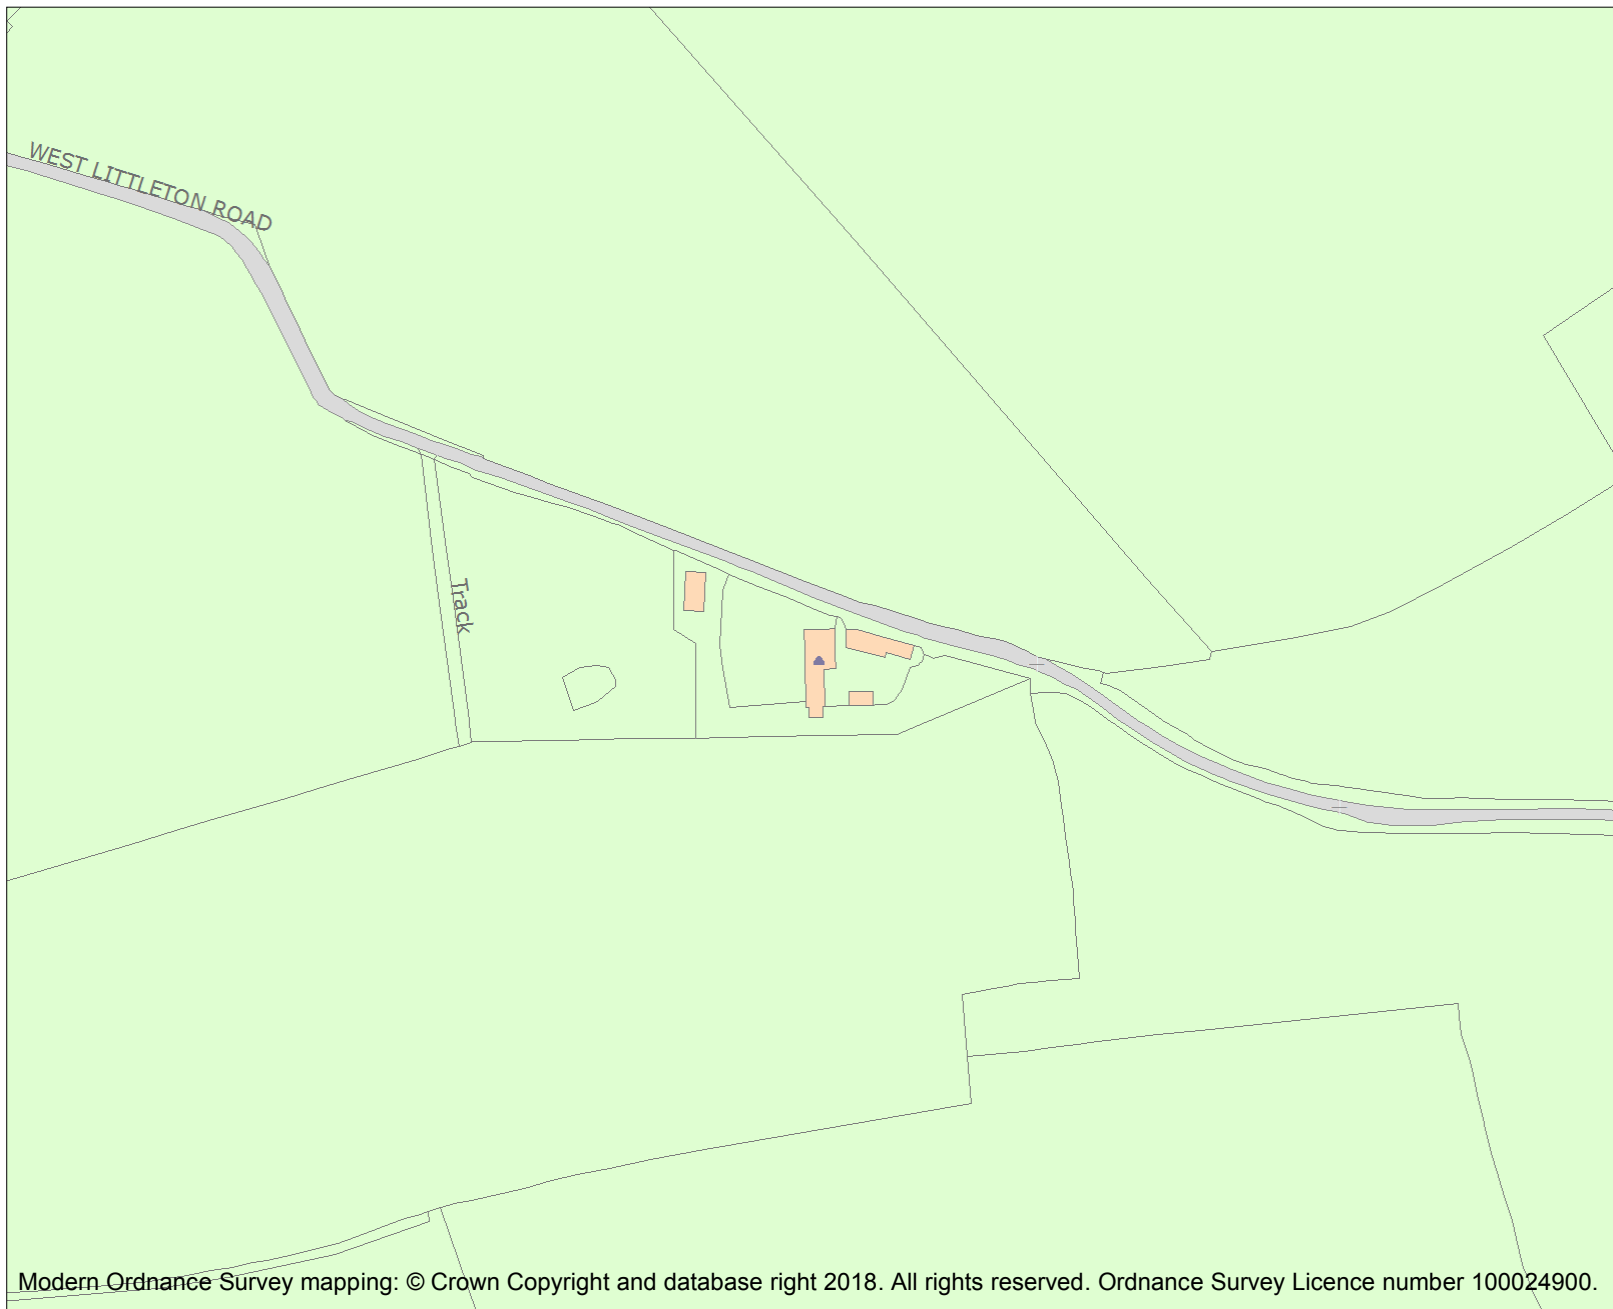 WEST LITTLETON ROAD
Track
Modern Ordnance Survey mapping: © Crown Copyright and database right 2018. All rights reserved. Ordnance Survey Licence number 100024900.